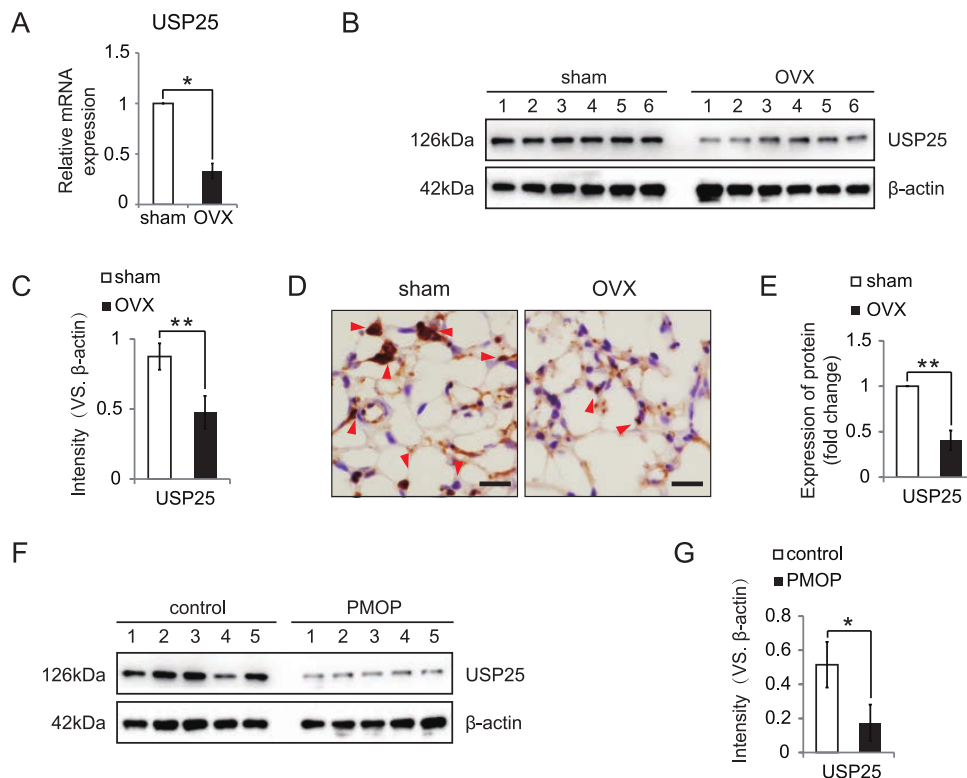 A
USP25
Relative mRNA
expression
1.5
1
0.5
0
*
sham OVX
B
sham OVX
1 2 3 4 5 6 1 2 3 4 5 6
126kDa USP25
42kDa β-actin
C
sham
OVX
Intensity（VS. β-actin）
1
0.5
0
**
USP25
D
sham OVX
E
sham
OVX
Expression of protein
(fold change)
1.5
1
0.5
0
**
USP25
F
control PMOP
1 2 3 4 5 1 2 3 4 5
126kDa USP25
42kDa β-actin
G
control
PMOP
Intensity（VS. β-actin）
0.8
0.6
0.4
0.2
0
*
USP25